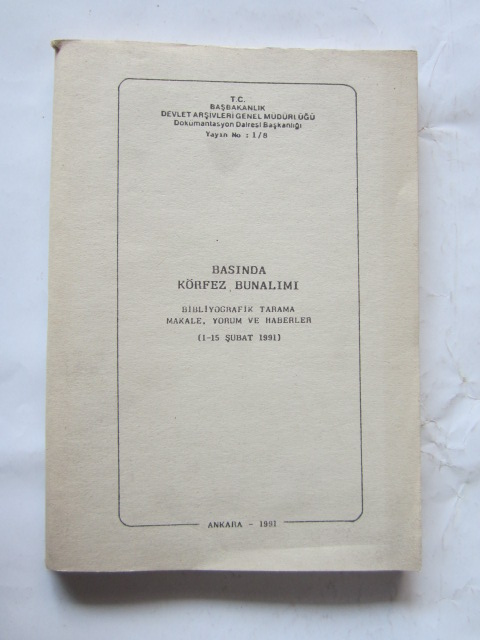 T.C.
BAŞBAKANLIK
DEVLET ARŞİVLERİ GENEL MÜDÜRLÜĞÜ
Dokümantasyon Dairesi Başkanlığı
Yayın No : 1/8
BASINDA
KÖRFEZ BUNALIMI
BİBLİYOGRAFİK TARAMA
MAKALE, YORUM VE HABERLER
(1-15 ŞUBAT 1991)
ANKARA - 1991